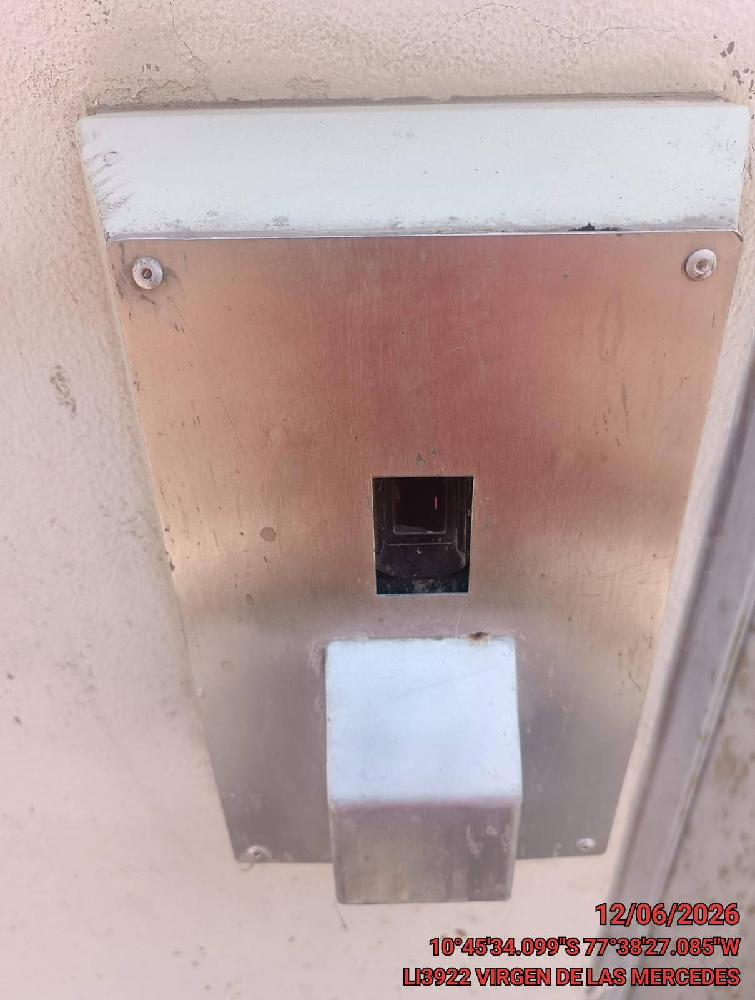 12/06/2026
10°45'34.099"S 77°38'27.085"W
LI3922 VIRGEN DE LAS MERCEDES